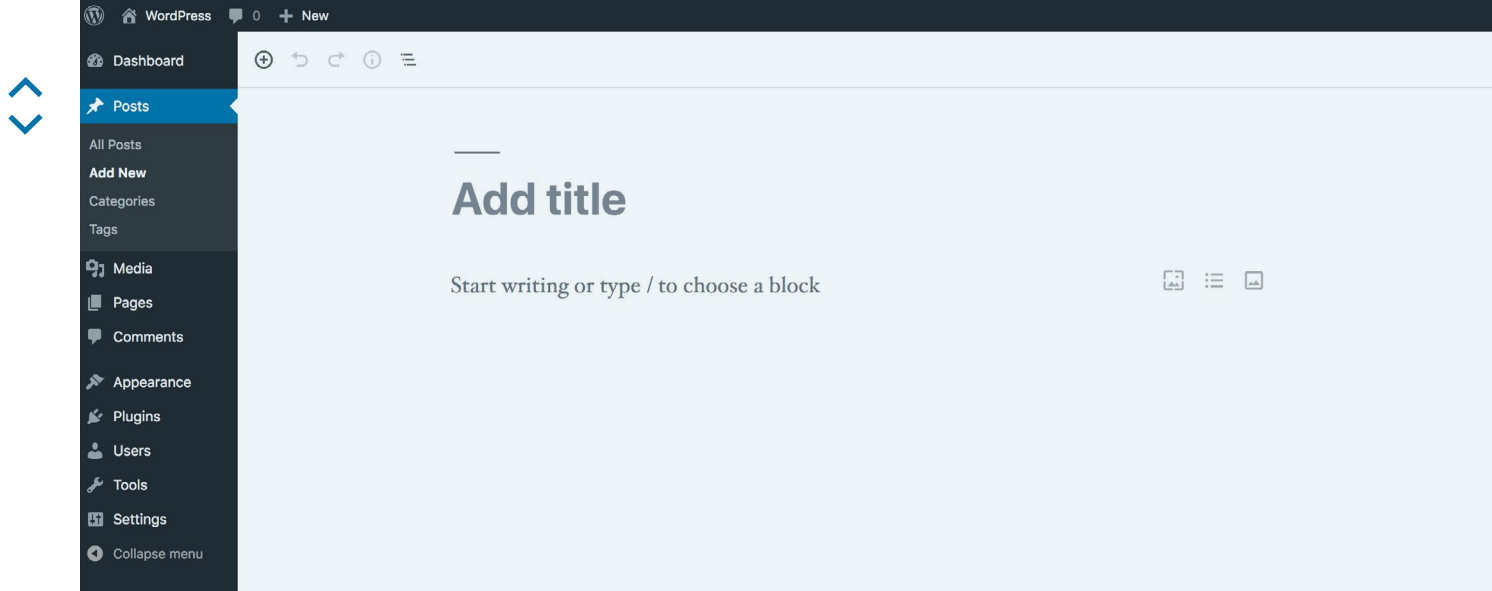 WordPress 0 New
Dashboard
Posts
All Posts
Add New
Categories
Tags
Media
Pages
Comments
Appearance
Plugins
Users
Tools
Settings
Collapse menu
Add title
Start writing or type / to choose a block